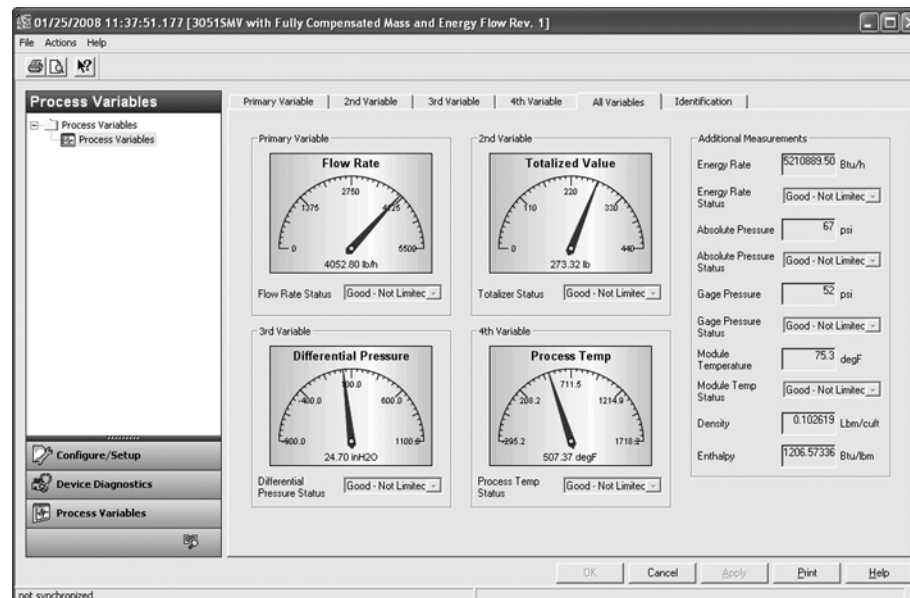 01/25/2008 11:37:51.177 [3051SMV with Fully Compensated Mass and Energy Flow Rev. 1]
File Actions Help
Process Variables
Process Variables
Process Variables
Configure/Setup
Device Diagnostics
Process Variables
Primary Variable 2nd Variable 3rd Variable 4th Variable All Variables Identification
Primary Variable
Flow Rate
0 1375 2750 4125 5500
4052.80 lb/h
Flow Rate Status Good - Not Limitec
2nd Variable
Totalized Value
0 110 220 330 440
273.32 lb
Totalizer Status Good - Not Limitec
3rd Variable
Differential Pressure
-900.0 -400.0 100.0 600.0 1100.0
24.70 inH2O
Differential Pressure Status Good - Not Limitec
4th Variable
Process Temp
-295.2 208.2 711.5 1214.9 1718.2
507.37 degF
Process Temp Status Good - Not Limitec
Additional Measurements
Energy Rate 5210889.50 Btu/h
Energy Rate Status Good - Not Limitec
Absolute Pressure 67 psi
Absolute Pressure Status Good - Not Limitec
Gage Pressure 52 psi
Gage Pressure Status Good - Not Limitec
Module Temperature 75.3 degF
Module Temp Status Good - Not Limitec
Density 0.102619 Lbm/cuft
Enthalpy 1206.57336 Btu/lbm
OK Cancel Apply Print Help
not synchronized